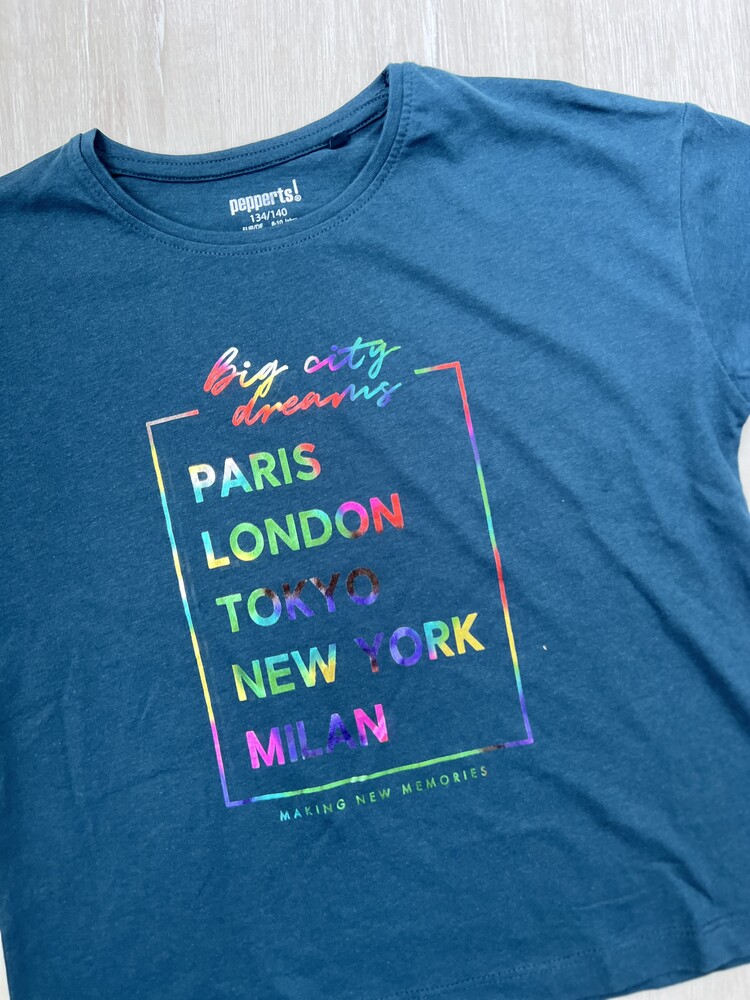 pepperts!®
134/140
big city
dreams
PARIS
LONDON
TOKYO
NEW YORK
MILAN
MAKING NEW MEMORIES